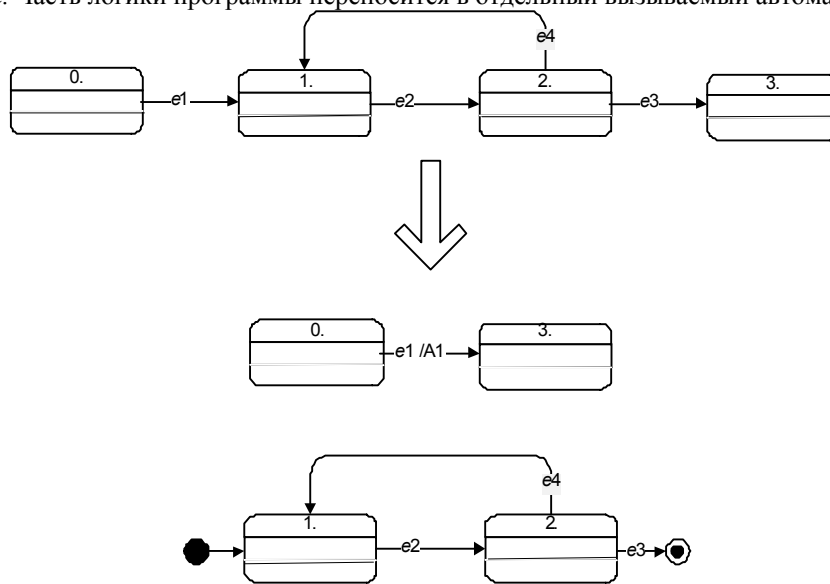 Часть логики программы переносится в отдельный вызываемый
e4
0. 1. 2. 3.
e1 e2 e3
0. 3.
e1 /A1
e4
1. 2
e2 e3